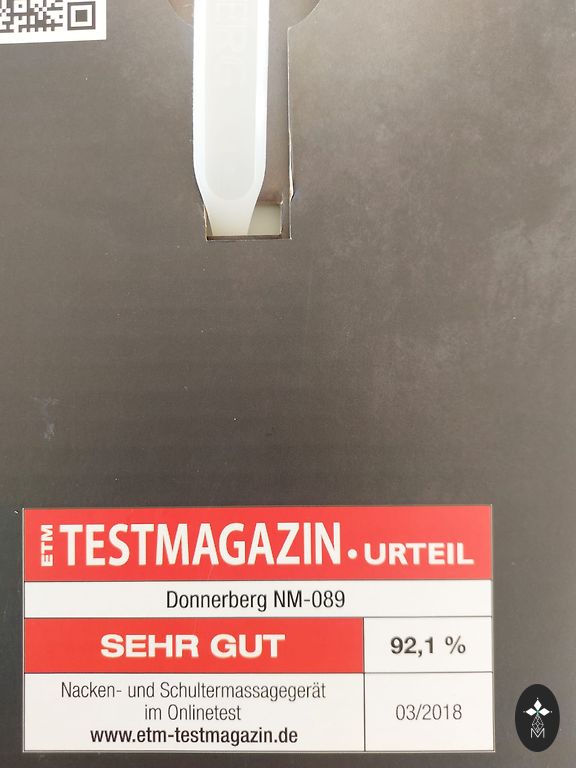 ERG
ETM TESTMAGAZIN • URTEIL
Donnerberg NM-089
SEHR GUT
92,1 %
Nacken- und Schultermassagegerät
im Onlinetest
www.etm-testmagazin.de
03/2018
M